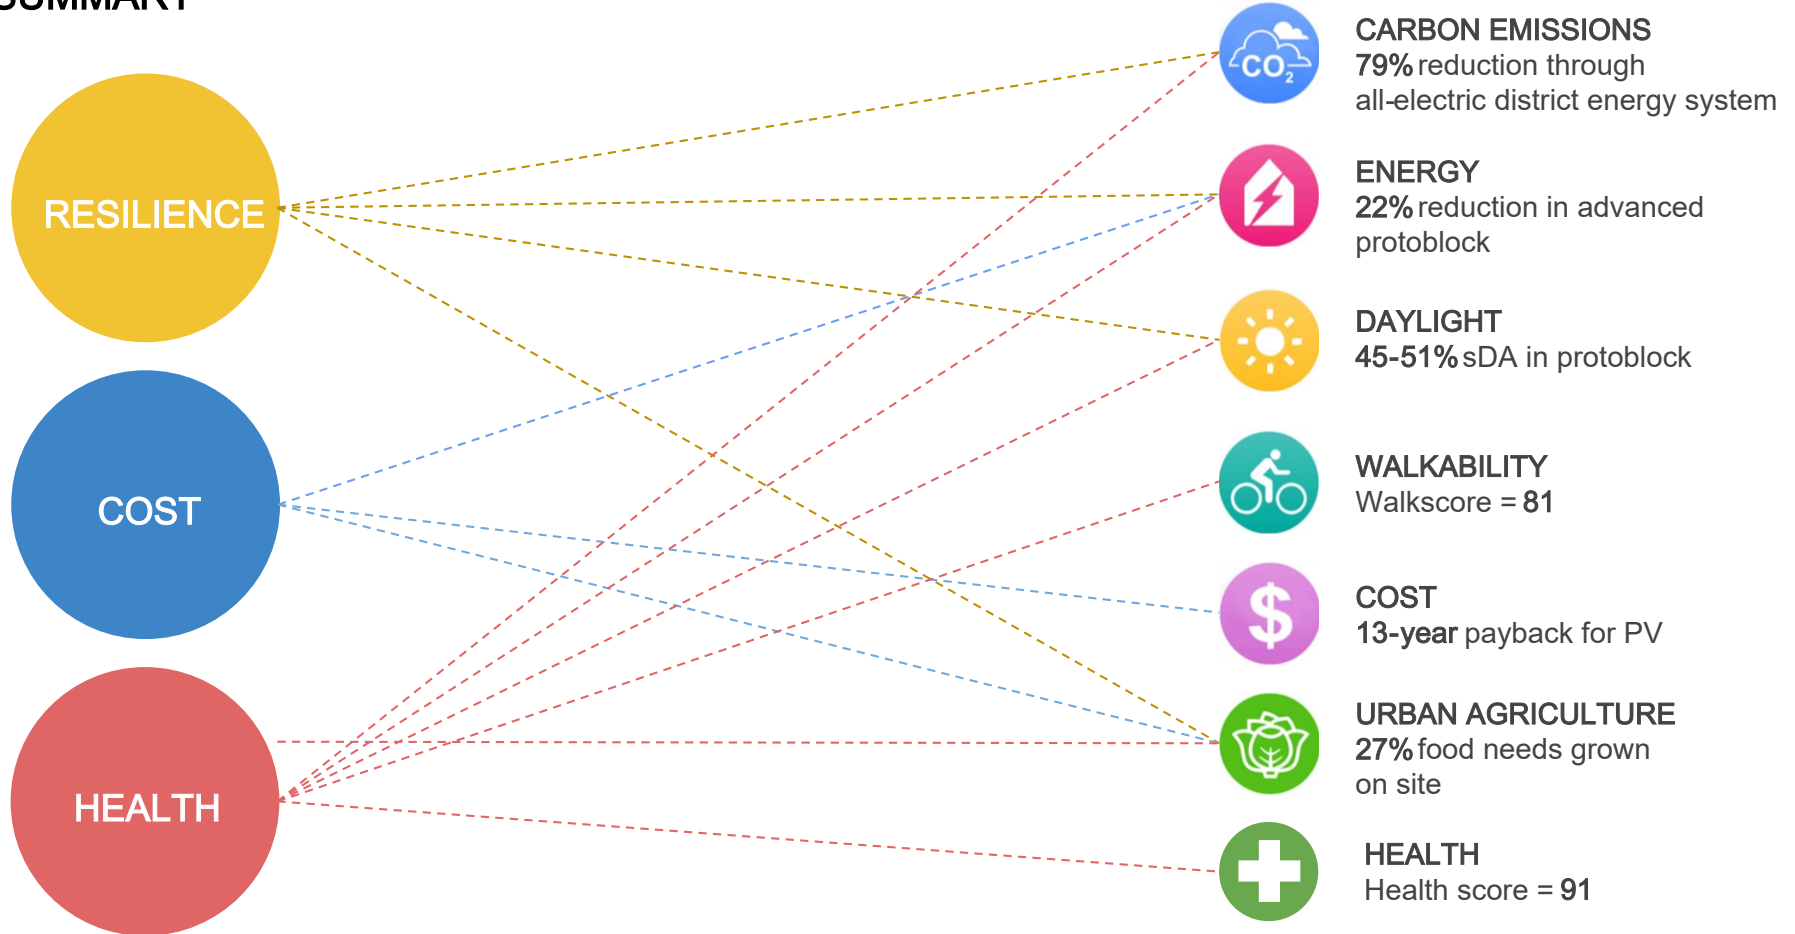 SUMMARY
RESILIENCE
COST
HEALTH
CO2
CARBON EMISSIONS
79% reduction through
all-electric district energy system
ENERGY
22% reduction in advanced
protoblock
DAYLIGHT
45-51% sDA in protoblock
WALKABILITY
Walkscore = 81
$
COST
13-year payback for PV
URBAN AGRICULTURE
27% food needs grown
on site
HEALTH
Health score = 91